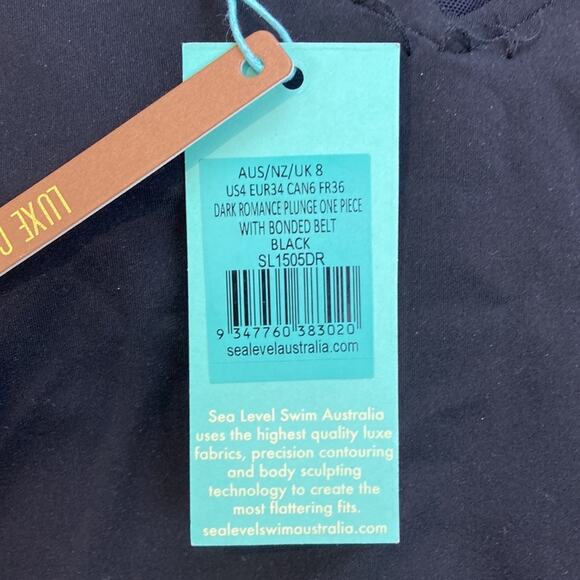 LUXE C
AUS/NZ/UK 8
US4 EUR34 CAN6 FR36
DARK ROMANCE PLUNGE ONE PIECE
WITH BONDED BELT
BLACK
SL1505DR
9 347760 383020
sealevelaustralia.com
Sea Level Swim Australia
uses the highest quality luxe
fabrics, precision contouring
and body sculpting
technology to create the
most flattering fits.
sealevelswimaustralia.com